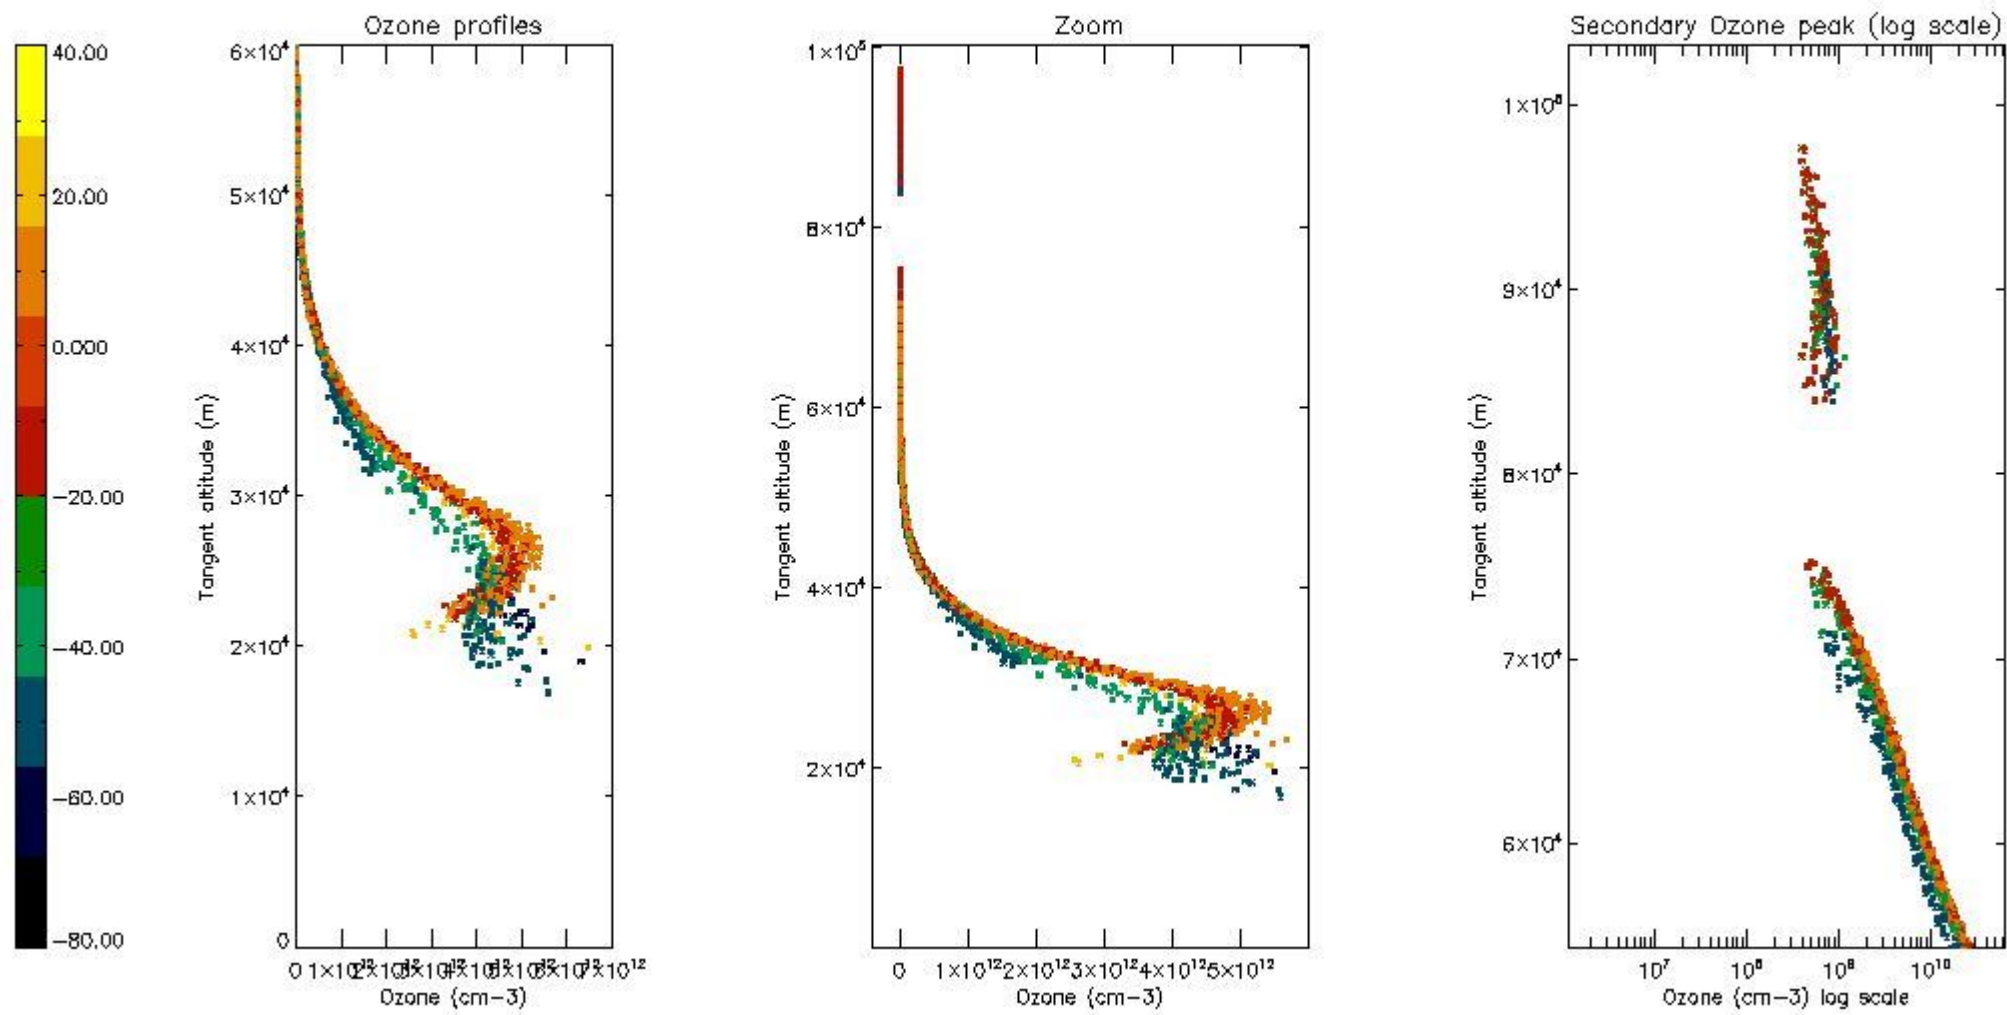 Ozone profiles
Zoom
Secondary Ozone peak (log scale)
40.00
20.00
0.000
−20.00
−40.00
−60.00
−80.00
6×10⁴
5×10⁴
4×10⁴
3×10⁴
2×10⁴
1×10⁴
0
Tangent altitude (m)
Ozone (cm−3)
1×10⁵
8×10⁴
6×10⁴
4×10⁴
2×10⁴
Tangent altitude (m)
0 1×10¹² 2×10¹² 3×10¹² 4×10¹² 5×10¹²
Ozone (cm−3)
9×10⁴
8×10⁴
7×10⁴
6×10⁴
Tangent altitude (m)
10⁷ 10⁸ 10⁹ 10¹⁰
Ozone (cm−3) log scale